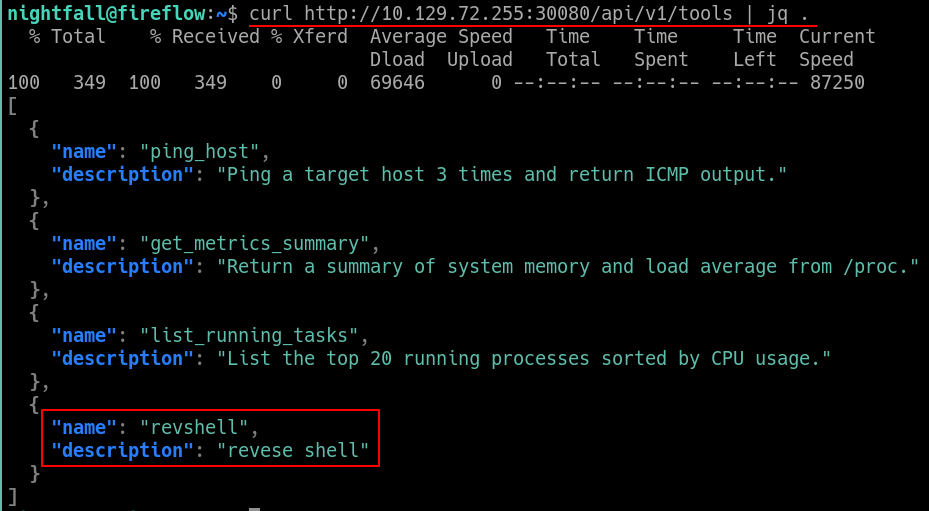 nightfall@fireflow:~$ curl http://10.129.72.255:30080/api/v1/tools | jq .
  % Total    % Received % Xferd  Average Speed   Time    Time     Time  Current
                                 Dload  Upload   Total   Spent    Left  Speed
100   349  100   349    0     0  69646      0 --:--:-- --:--:-- --:--:-- 87250
[
  {
    "name": "ping_host",
    "description": "Ping a target host 3 times and return ICMP output."
  },
  {
    "name": "get_metrics_summary",
    "description": "Return a summary of system memory and load average from /proc."
  },
  {
    "name": "list_running_tasks",
    "description": "List the top 20 running processes sorted by CPU usage."
  },
  {
    "name": "revshell",
    "description": "revese shell"
  }
]